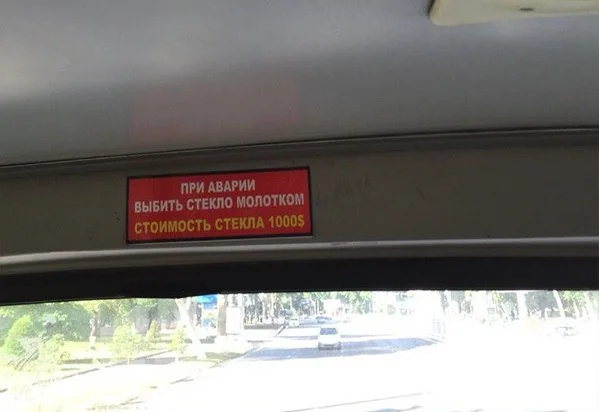 ПРИ АВАРИИ
ВЫБИТЬ СТЕКЛО МОЛОТКОМ
СТОИМОСТЬ СТЕКЛА 1000$